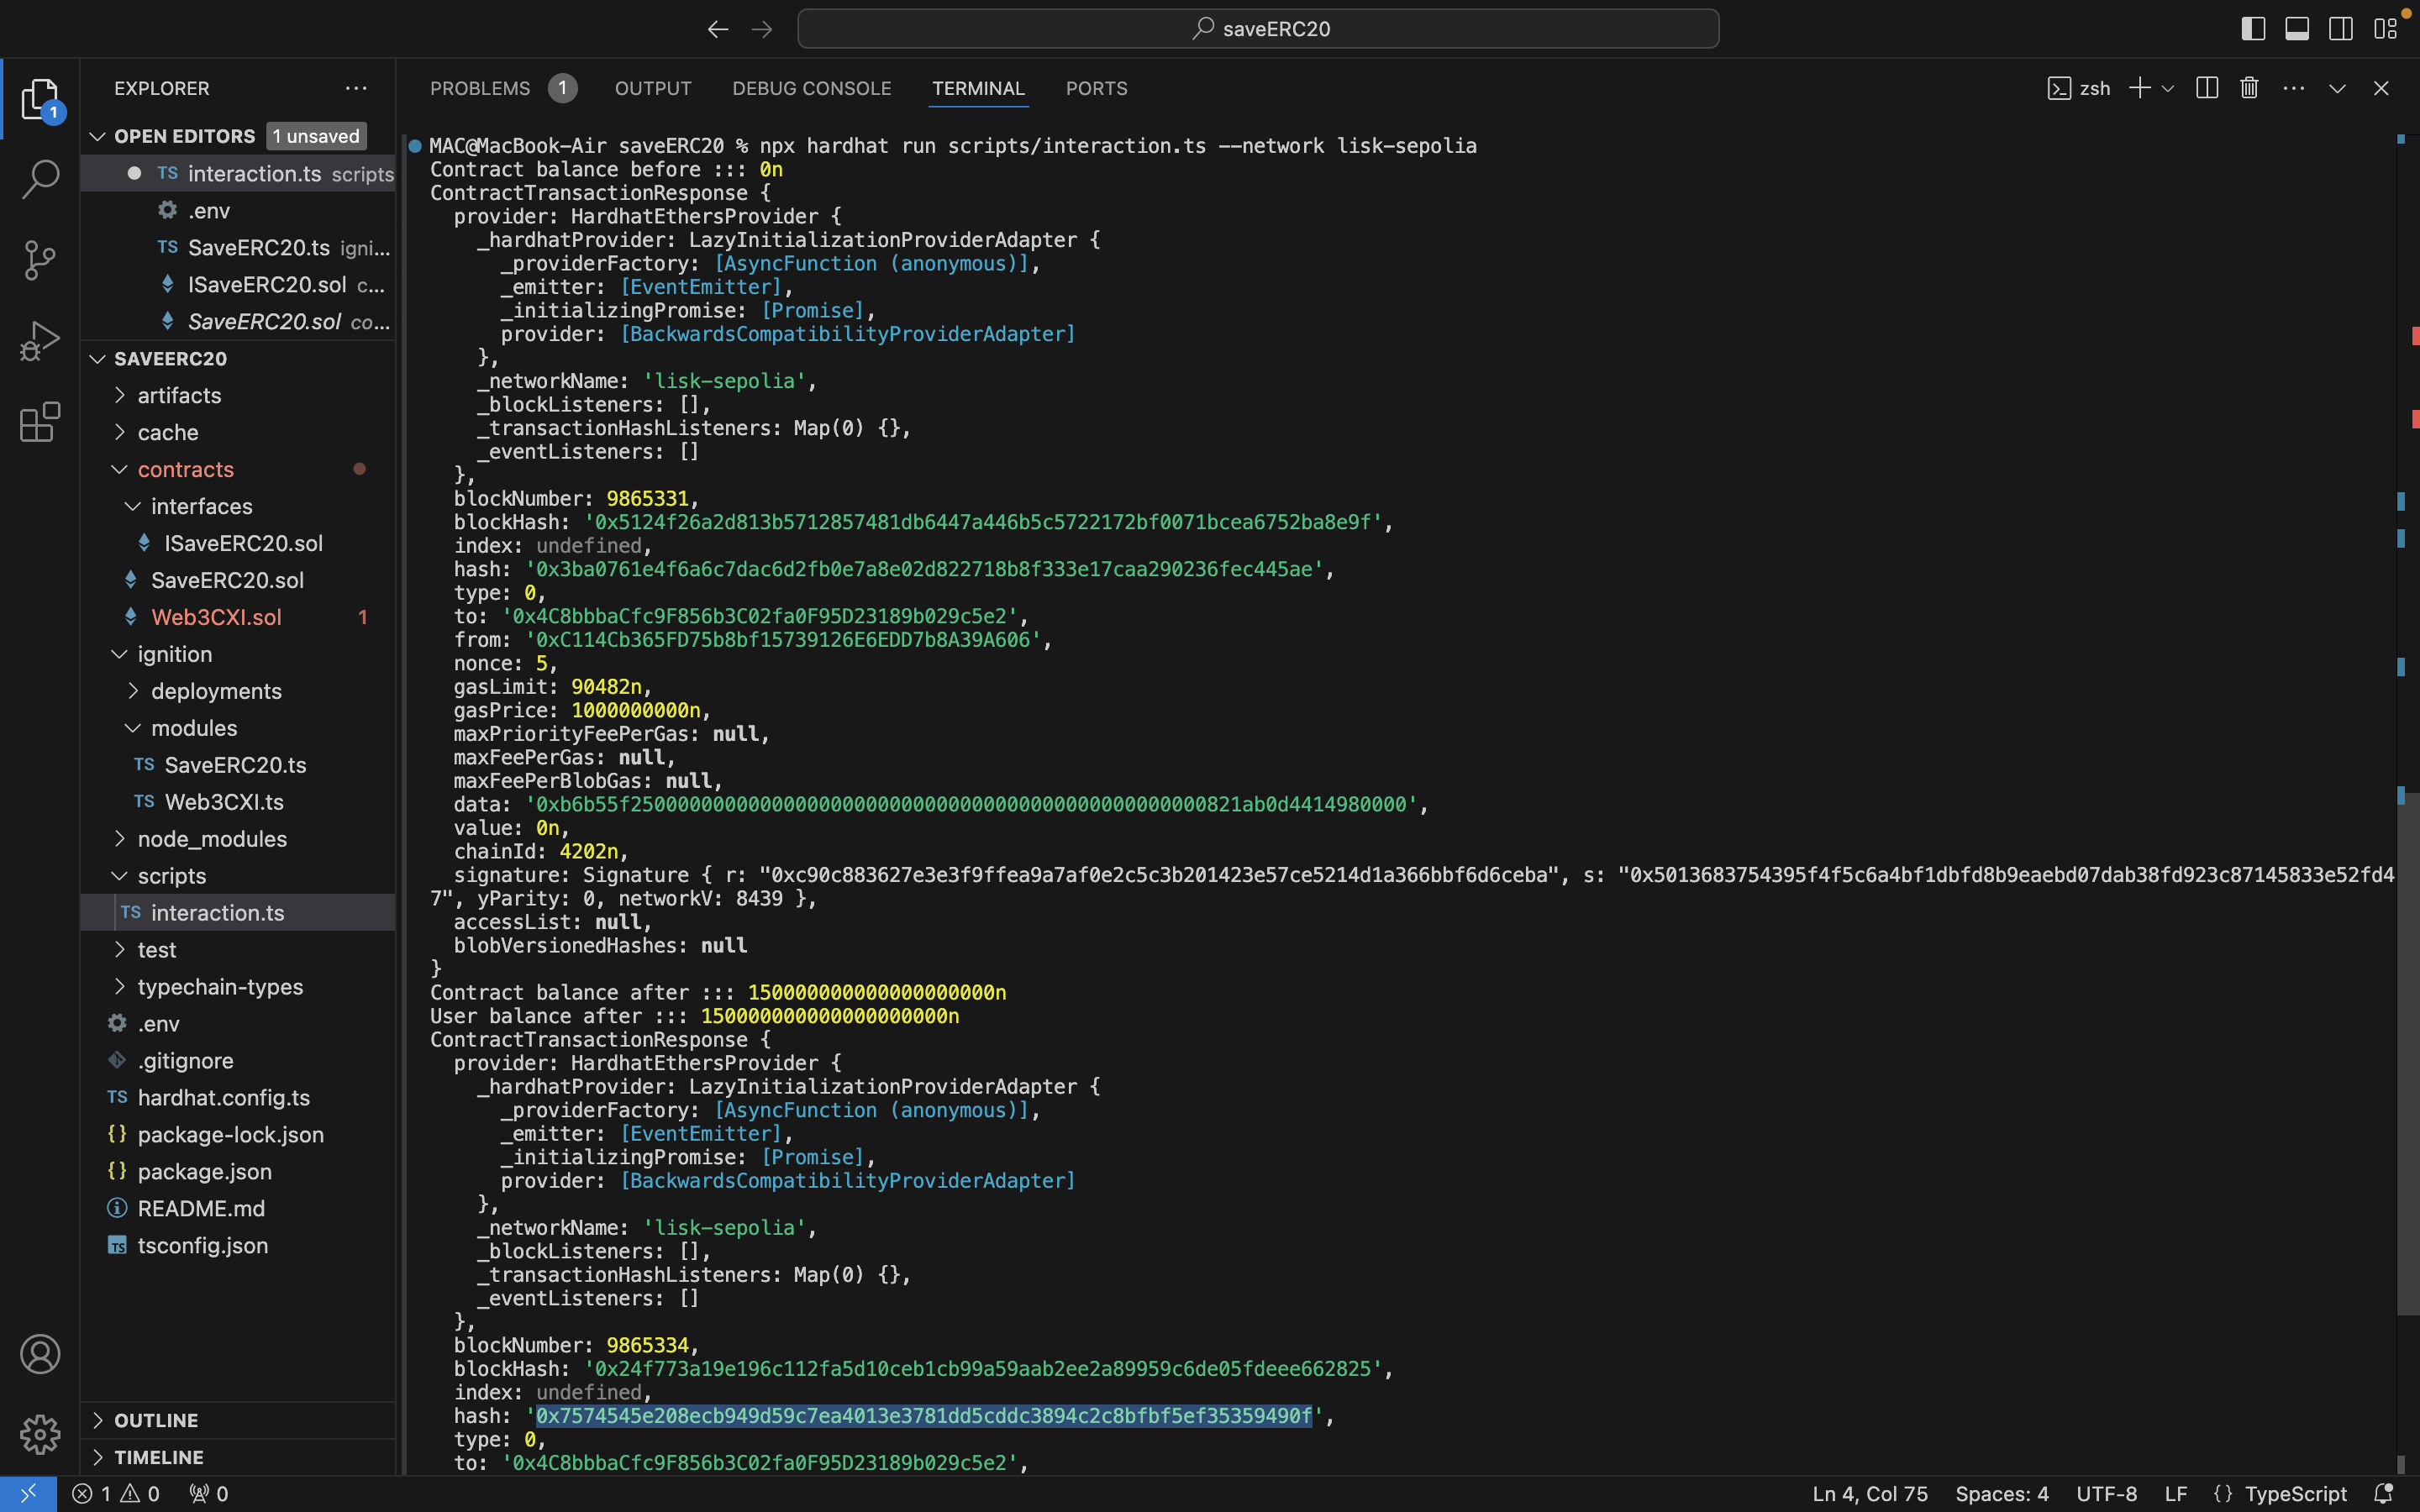 saveERC20
EXPLORER
OPEN EDITORS 1 unsaved
TS interaction.ts scripts
.env
TS SaveERC20.ts igni...
ISaveERC20.sol c...
SaveERC20.sol co...
SAVEERC20
artifacts
cache
contracts
interfaces
ISaveERC20.sol
SaveERC20.sol
Web3CXI.sol 1
ignition
deployments
modules
TS SaveERC20.ts
TS Web3CXI.ts
node_modules
scripts
TS interaction.ts
test
typechain-types
.env
.gitignore
TS hardhat.config.ts
{} package-lock.json
{} package.json
README.md
TS tsconfig.json
OUTLINE
TIMELINE
PROBLEMS 1 OUTPUT DEBUG CONSOLE TERMINAL PORTS
zsh
MAC@MacBook-Air saveERC20 % npx hardhat run scripts/interaction.ts --network lisk-sepolia
Contract balance before ::: 0n
ContractTransactionResponse {
provider: HardhatEthersProvider {
_hardhatProvider: LazyInitializationProviderAdapter {
_providerFactory: [AsyncFunction (anonymous)],
_emitter: [EventEmitter],
_initializingPromise: [Promise],
provider: [BackwardsCompatibilityProviderAdapter]
},
_networkName: 'lisk-sepolia',
_blockListeners: [],
_transactionHashListeners: Map(0) {},
_eventListeners: []
},
blockNumber: 9865331,
blockHash: '0x5124f26a2d813b5712857481db6447a446b5c5722172bf0071bcea6752ba8e9f',
index: undefined,
hash: '0x3ba0761e4f6a6c7dac6d2fb0e7a8e02d822718b8f333e17caa290236fec445ae',
type: 0,
to: '0x4C8bbbaCfc9F856b3C02fa0F95D23189b029c5e2',
from: '0xC114Cb365FD75b8bf15739126E6EDD7b8A39A606',
nonce: 5,
gasLimit: 90482n,
gasPrice: 1000000000n,
maxPriorityFeePerGas: null,
maxFeePerGas: null,
maxFeePerBlobGas: null,
data: '0xb6b55f250000000000000000000000000000000000000000000000821ab0d4414980000',
value: 0n,
chainId: 4202n,
signature: Signature { r: "0xc90c883627e3e3f9ffea9a7af0e2c5c3b201423e57ce5214d1a366bbf6d6ceba", s: "0x5013683754395f4f5c6a4bf1dbfd8b9eaebd07dab38fd923c87145833e52fd4
7", yParity: 0, networkV: 8439 },
accessList: null,
blobVersionedHashes: null
}
Contract balance after ::: 150000000000000000000n
User balance after ::: 150000000000000000000n
ContractTransactionResponse {
provider: HardhatEthersProvider {
_hardhatProvider: LazyInitializationProviderAdapter {
_providerFactory: [AsyncFunction (anonymous)],
_emitter: [EventEmitter],
_initializingPromise: [Promise],
provider: [BackwardsCompatibilityProviderAdapter]
},
_networkName: 'lisk-sepolia',
_blockListeners: [],
_transactionHashListeners: Map(0) {},
_eventListeners: []
},
blockNumber: 9865334,
blockHash: '0x24f773a19e196c112fa5d10ceb1cb99a59aab2ee2a89959c6de05fdeee662825',
index: undefined,
hash: '0x7574545e208ecb949d59c7ea4013e3781dd5cddc3894c2c8bfbf5ef35359490f',
type: 0,
to: '0x4C8bbbaCfc9F856b3C02fa0F95D23189b029c5e2',
1 0 0
Ln 4, Col 75 Spaces: 4 UTF-8 LF {} TypeScript